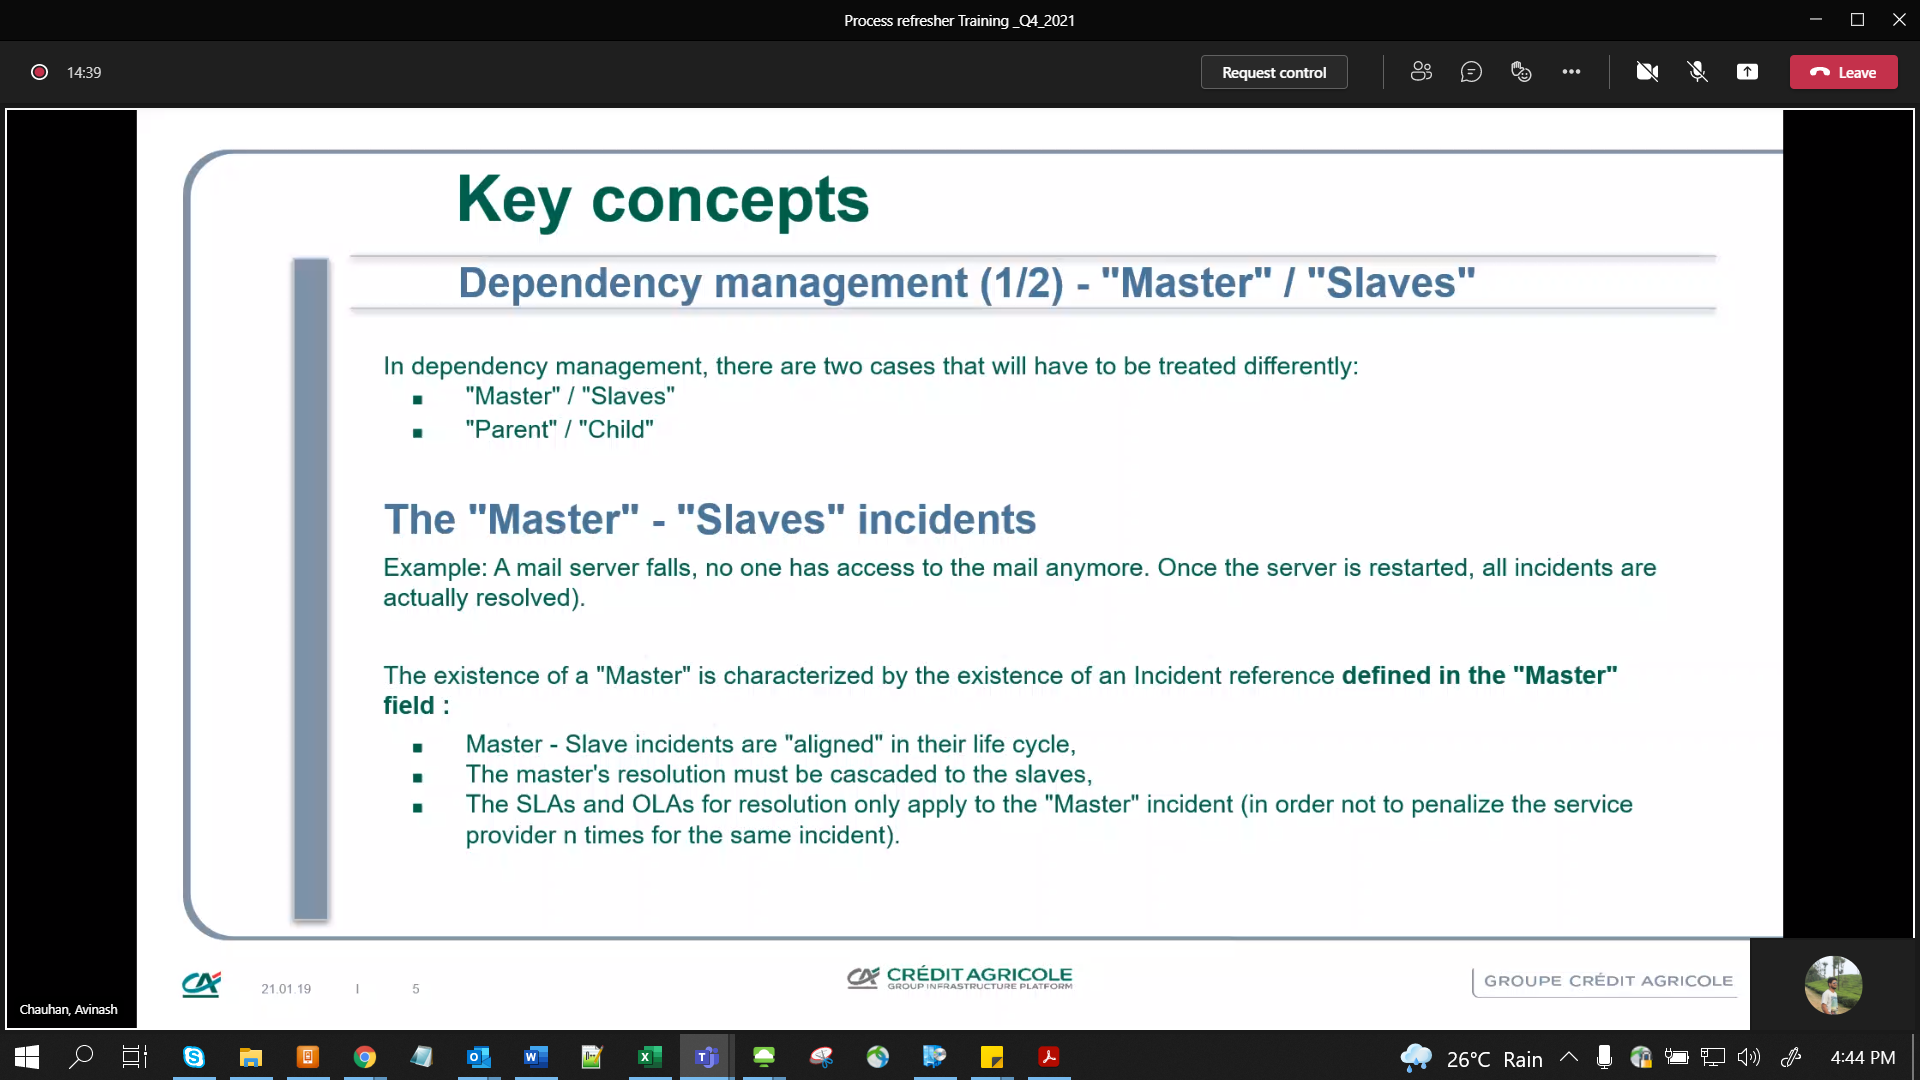 Process refresher Training _Q4_2021
14:39
Request control
Leave
Key concepts
Dependency management (1/2) - "Master" / "Slaves"
In dependency management, there are two cases that will have to be treated differently:
■ "Master" / "Slaves"
■ "Parent" / "Child"
The "Master" - "Slaves" incidents
Example: A mail server falls, no one has access to the mail anymore. Once the server is restarted, all incidents are
actually resolved).
The existence of a "Master" is characterized by the existence of an Incident reference defined in the "Master"
field :
■ Master - Slave incidents are "aligned" in their life cycle,
■ The master's resolution must be cascaded to the slaves,
■ The SLAs and OLAs for resolution only apply to the "Master" incident (in order not to penalize the service
provider n times for the same incident).
CA
21.01.19 | 5
CA CRÉDIT AGRICOLE
GROUP INFRASTRUCTURE PLATFORM
GROUPE CRÉDIT AGRICOLE
Chauhan, Avinash
26°C Rain
4:44 PM